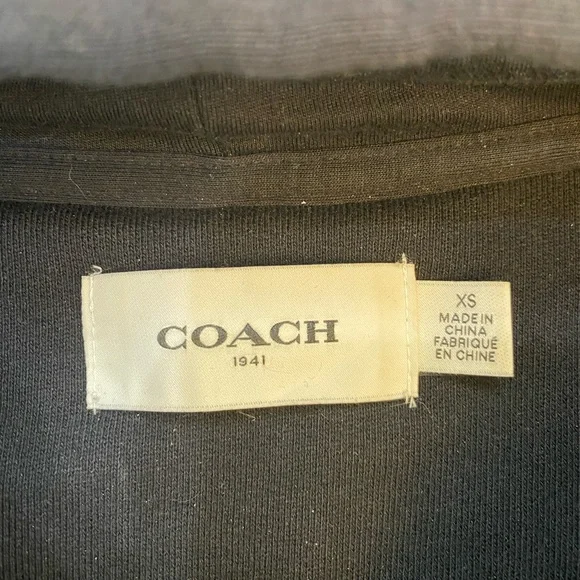 COACH
1941
XS
MADE IN
CHINA
FABRIQUÉ
EN CHINE